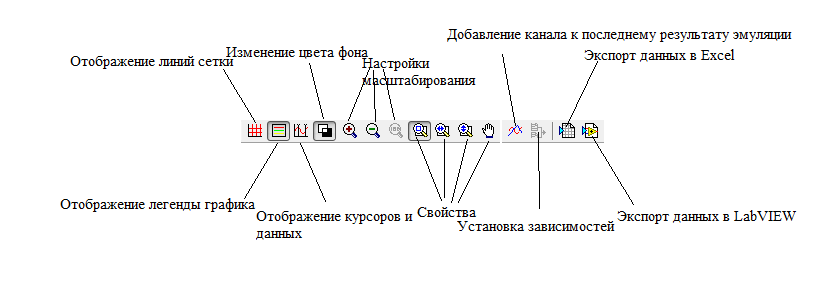 Добавление канала к последнему результату эмуляции
Изменение цвета фона
Экспорт данных в Excel
Отображение линий сетки
Настройки
масштабирования
Отображение легенды графика
Отображение курсоров и
данных
Свойства
Установка зависимостей
Экспорт данных в LabVIEW